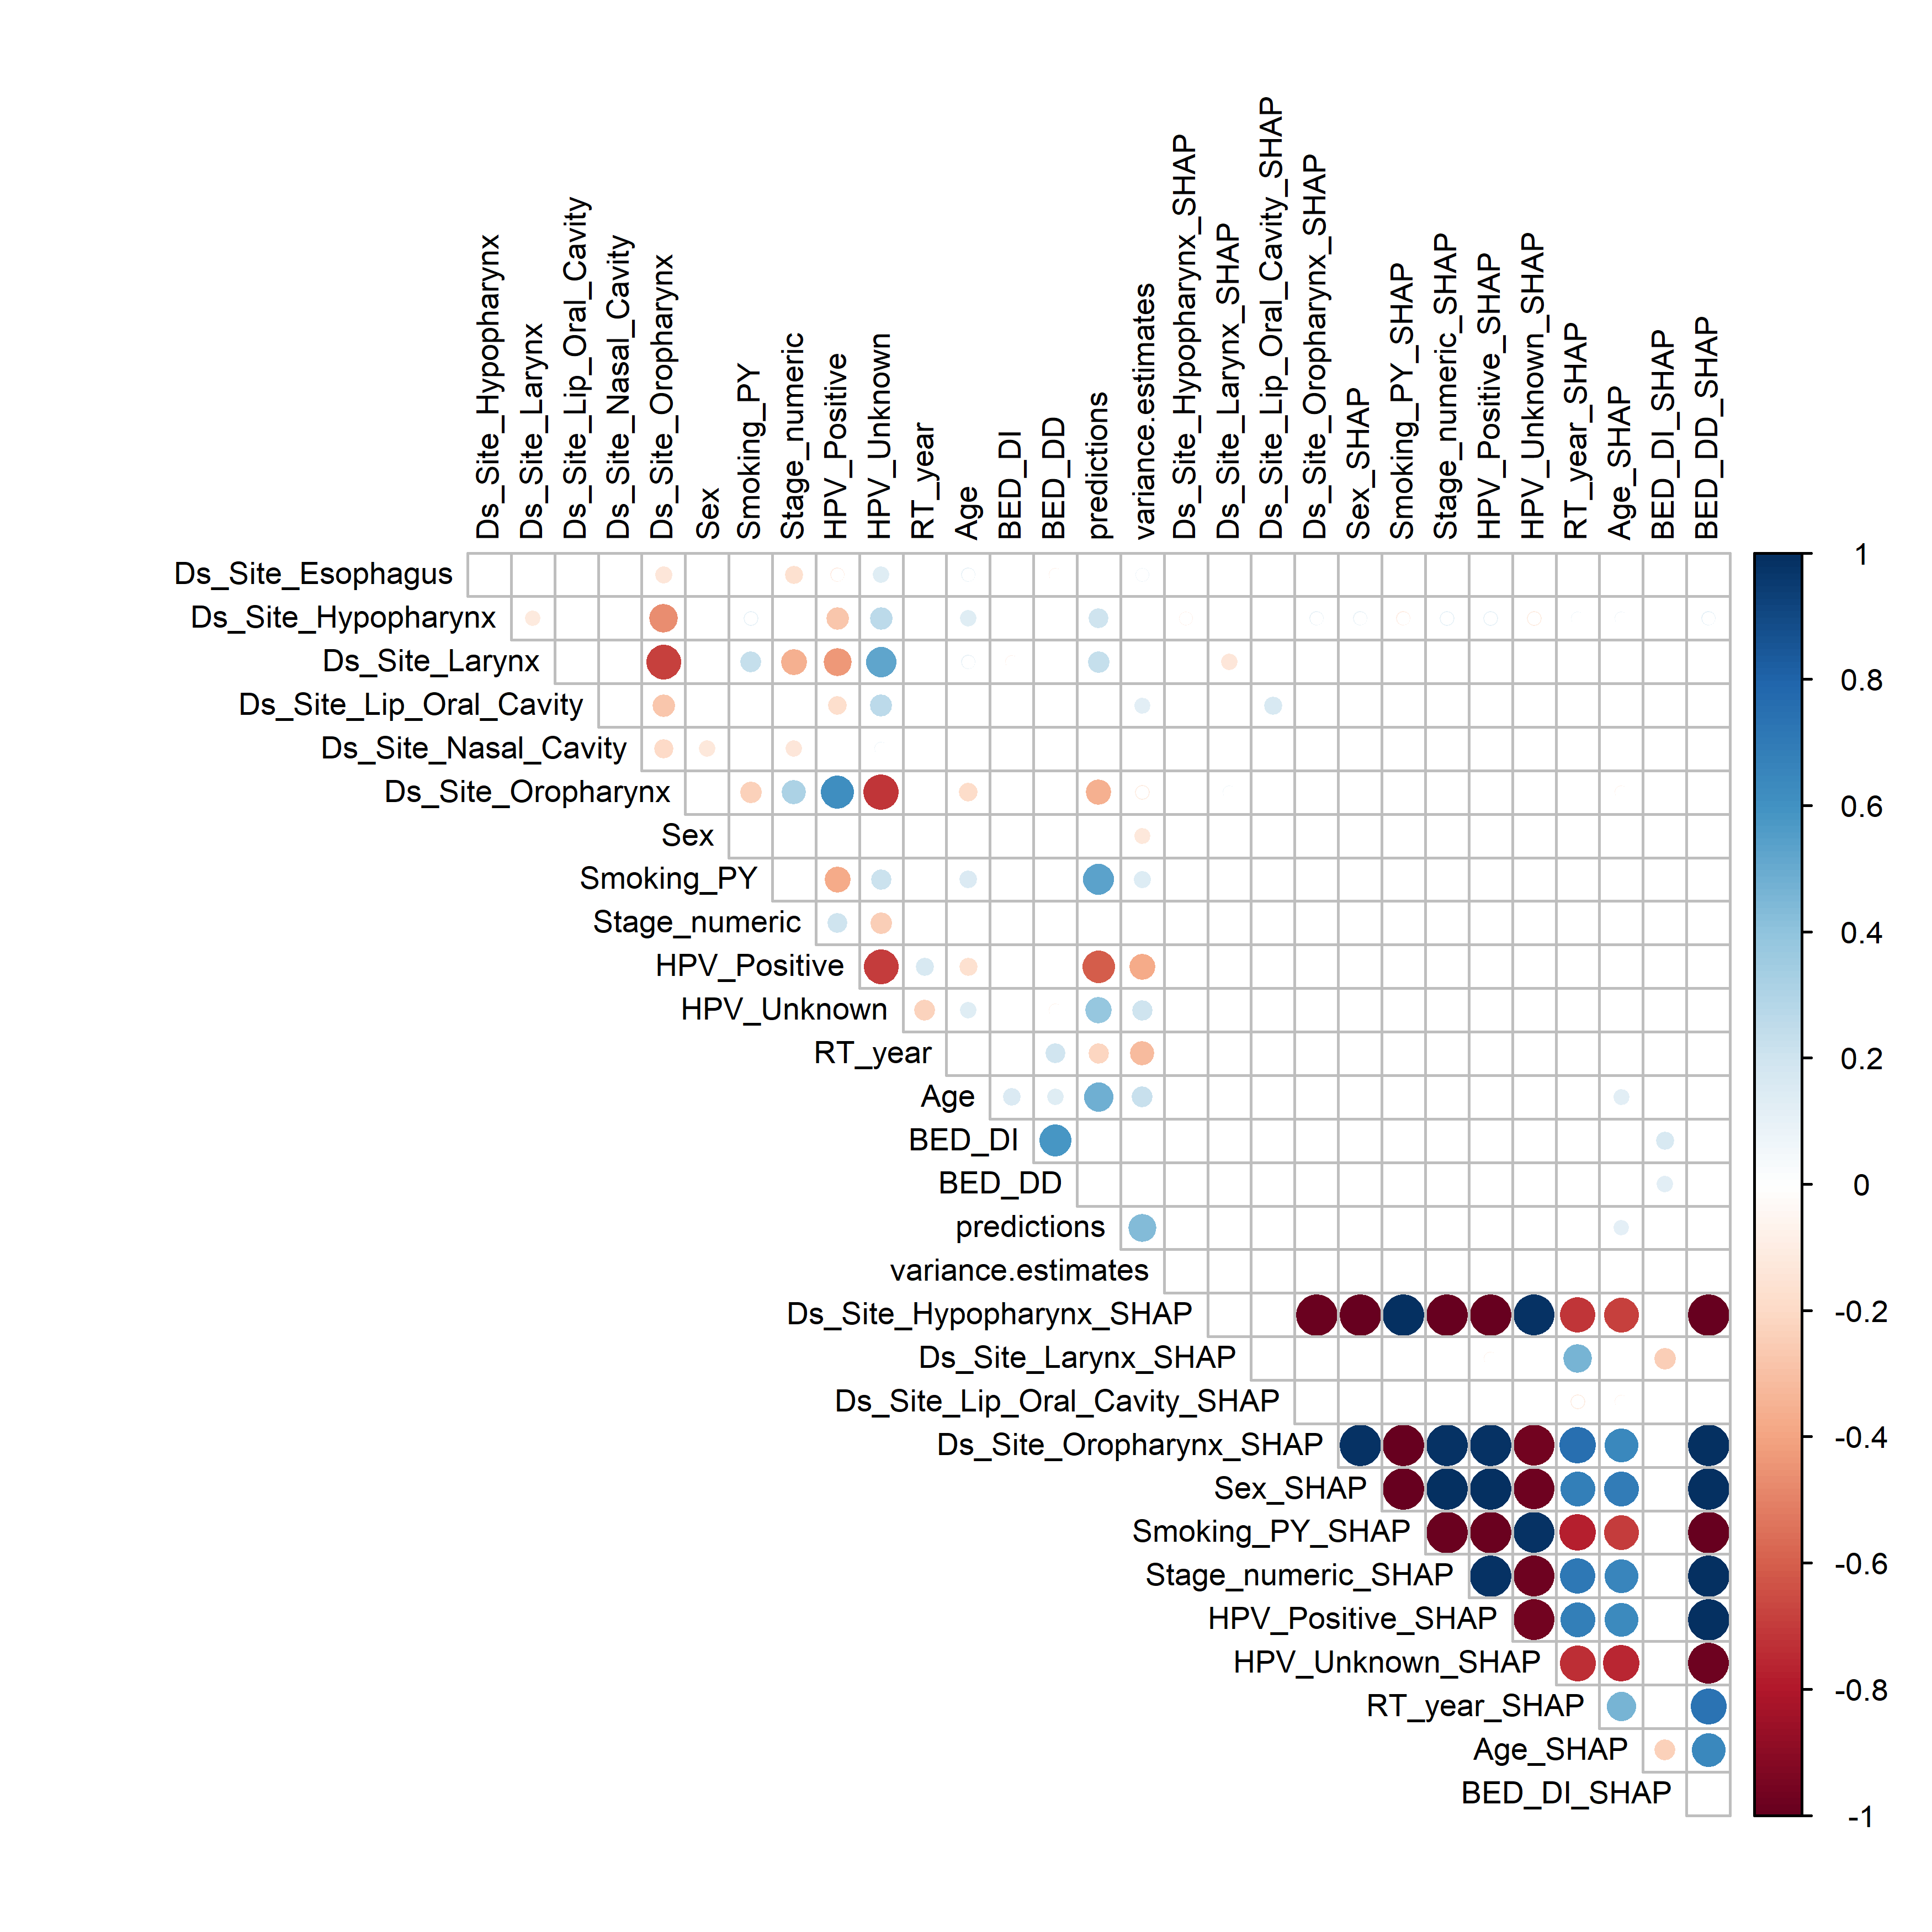 Ds_Site_Hypopharynx
Ds_Site_Larynx
Ds_Site_Lip_Oral_Cavity
Ds_Site_Nasal_Cavity
Ds_Site_Oropharynx
Sex
Smoking_PY
Stage_numeric
HPV_Positive
HPV_Unknown
RT_year
Age
BED_DI
BED_DD
predictions
variance.estimates
Ds_Site_Hypopharynx_SHAP
Ds_Site_Larynx_SHAP
Ds_Site_Lip_Oral_Cavity_SHAP
Ds_Site_Oropharynx_SHAP
Sex_SHAP
Smoking_PY_SHAP
Stage_numeric_SHAP
HPV_Positive_SHAP
HPV_Unknown_SHAP
RT_year_SHAP
Age_SHAP
BED_DI_SHAP
BED_DD_SHAP
Ds_Site_Esophagus
Ds_Site_Hypopharynx
Ds_Site_Larynx
Ds_Site_Lip_Oral_Cavity
Ds_Site_Nasal_Cavity
Ds_Site_Oropharynx
Sex
Smoking_PY
Stage_numeric
HPV_Positive
HPV_Unknown
RT_year
Age
BED_DI
BED_DD
predictions
variance.estimates
Ds_Site_Hypopharynx_SHAP
Ds_Site_Larynx_SHAP
Ds_Site_Lip_Oral_Cavity_SHAP
Ds_Site_Oropharynx_SHAP
Sex_SHAP
Smoking_PY_SHAP
Stage_numeric_SHAP
HPV_Positive_SHAP
HPV_Unknown_SHAP
RT_year_SHAP
Age_SHAP
BED_DI_SHAP
1
0.8
0.6
0.4
0.2
0
-0.2
-0.4
-0.6
-0.8
-1